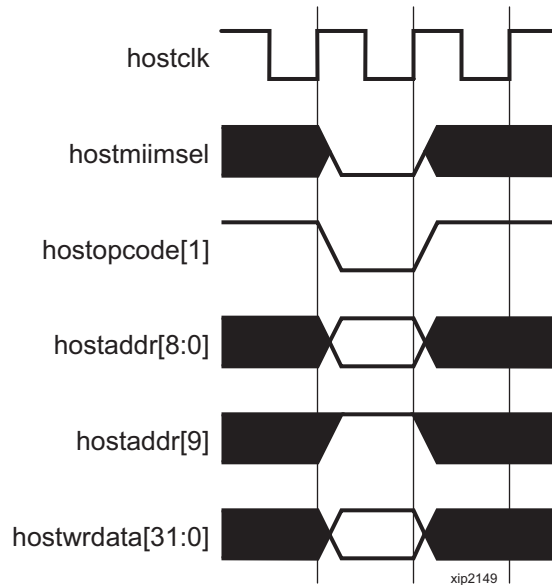 hostclk
hostmiimsel
hostopcode[1]
hostaddr[8:0]
hostaddr[9]
hostwrdata[31:0]
xip2149